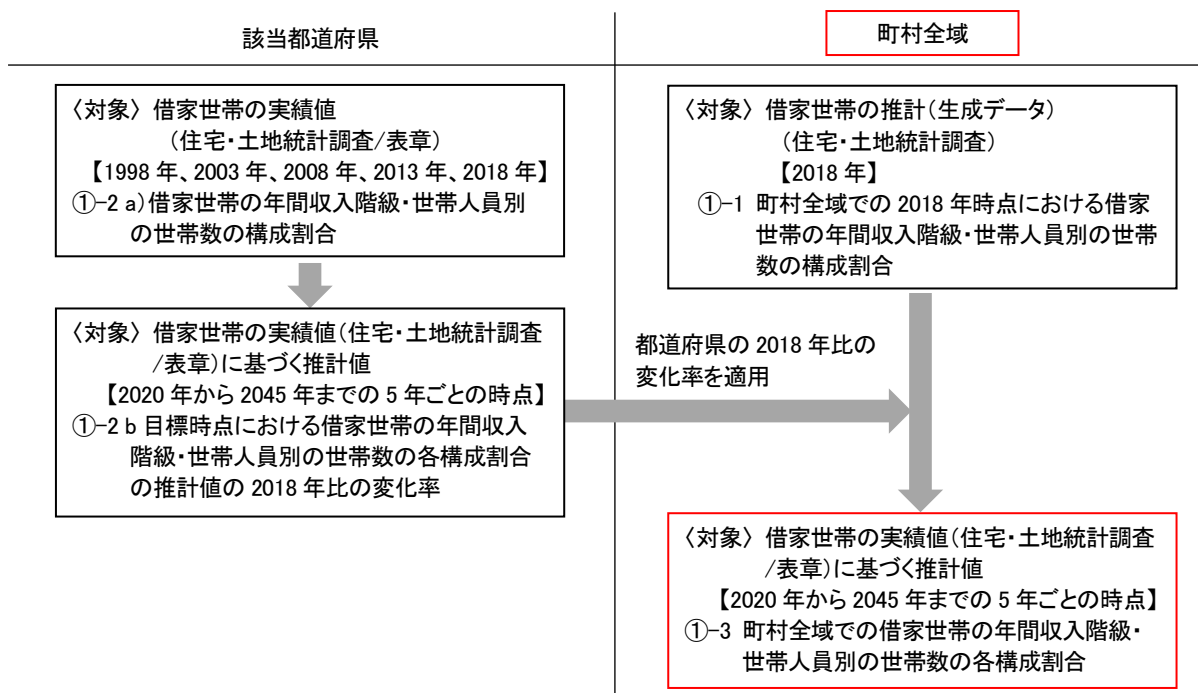 該当都道府県
町村全域
〈対象〉 借家世帯の実績値
(住宅・土地統計調査/表章)
【1998 年、2003 年、2008 年、2013 年、2018 年】
①-2 a)借家世帯の年間収入階級・世帯人員別
の世帯数の構成割合
〈対象〉 借家世帯の推計(生成データ)
(住宅・土地統計調査)
【2018 年】
①-1 町村全域での 2018 年時点における借家
世帯の年間収入階級・世帯人員別の世帯
数の構成割合
〈対象〉 借家世帯の実績値(住宅・土地統計調査
/表章)に基づく推計値
【2020 年から 2045 年までの 5 年ごとの時点】
①-2 b 目標時点における借家世帯の年間収入
階級・世帯人員別の世帯数の各構成割合
の推計値の 2018 年比の変化率
都道府県の 2018 年比の
変化率を適用
〈対象〉 借家世帯の実績値(住宅・土地統計調査
/表章)に基づく推計値
【2020 年から 2045 年までの 5 年ごとの時点】
①-3 町村全域での借家世帯の年間収入階級・
世帯人員別の世帯数の各構成割合